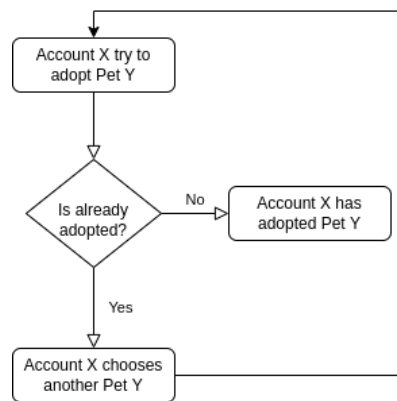 Account X try to
adopt Pet Y
Is already
adopted?
No
Account X has
adopted Pet Y
Yes
Account X chooses
another Pet Y